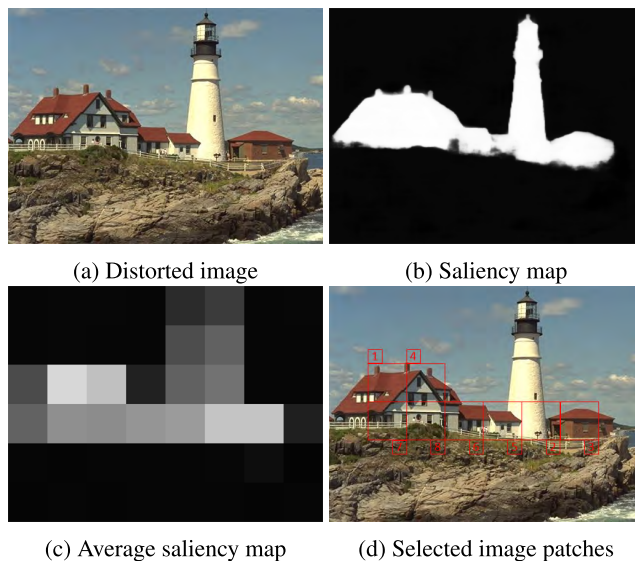 (a) Distorted image
(b) Saliency map
1
4
(c) Average saliency map
(d) Selected image patches